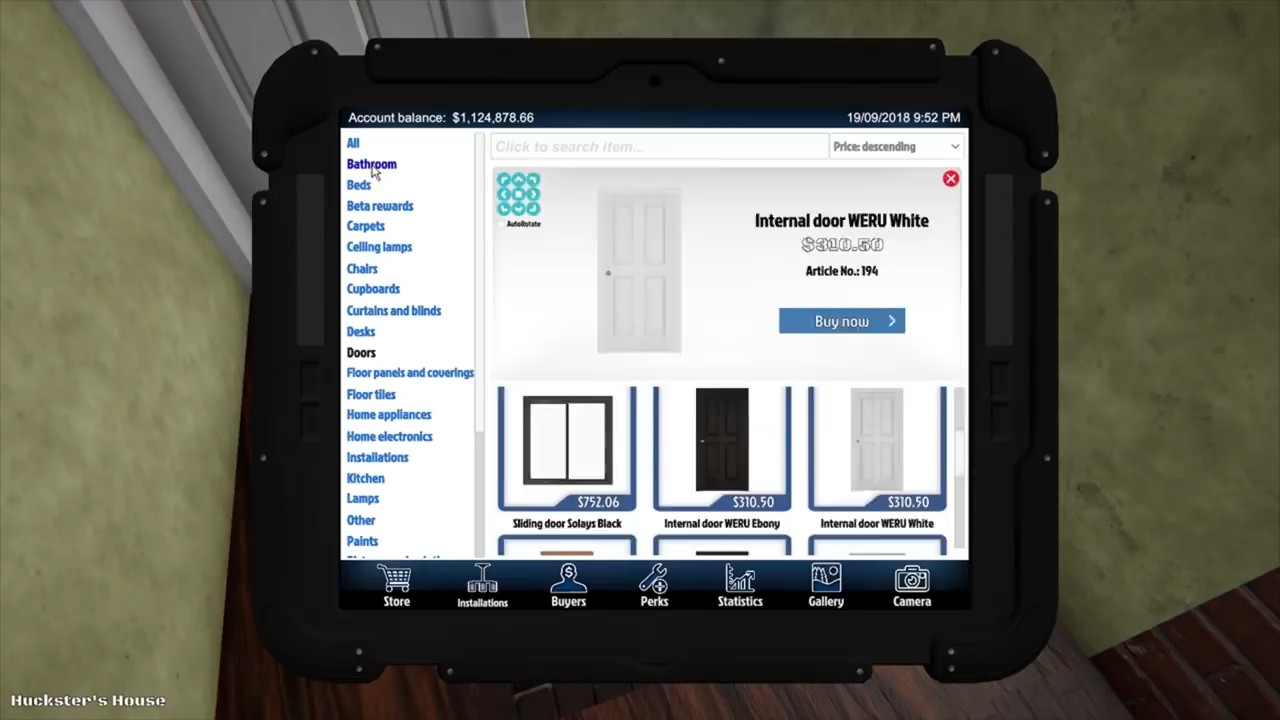 Account balance: $1,124,878.66
19/09/2018 9:52 PM
All
Bathroom
Beds
Beta rewards
Carpets
Ceiling lamps
Chairs
Cupboards
Curtains and blinds
Desks
Doors
Floor panels and coverings
Floor tiles
Home appliances
Home electronics
Installations
Kitchen
Lamps
Other
Paints
Click to search item...
Price: descending
AutoRotate
Internal door WERU White
$310.50
Article No.: 194
Buy now
$752.06
$310.50
$310.50
Sliding door Solays Black
Internal door WERU Ebony
Internal door WERU White
Store
Installations
Buyers
Perks
Statistics
Gallery
Camera
Huckster's House